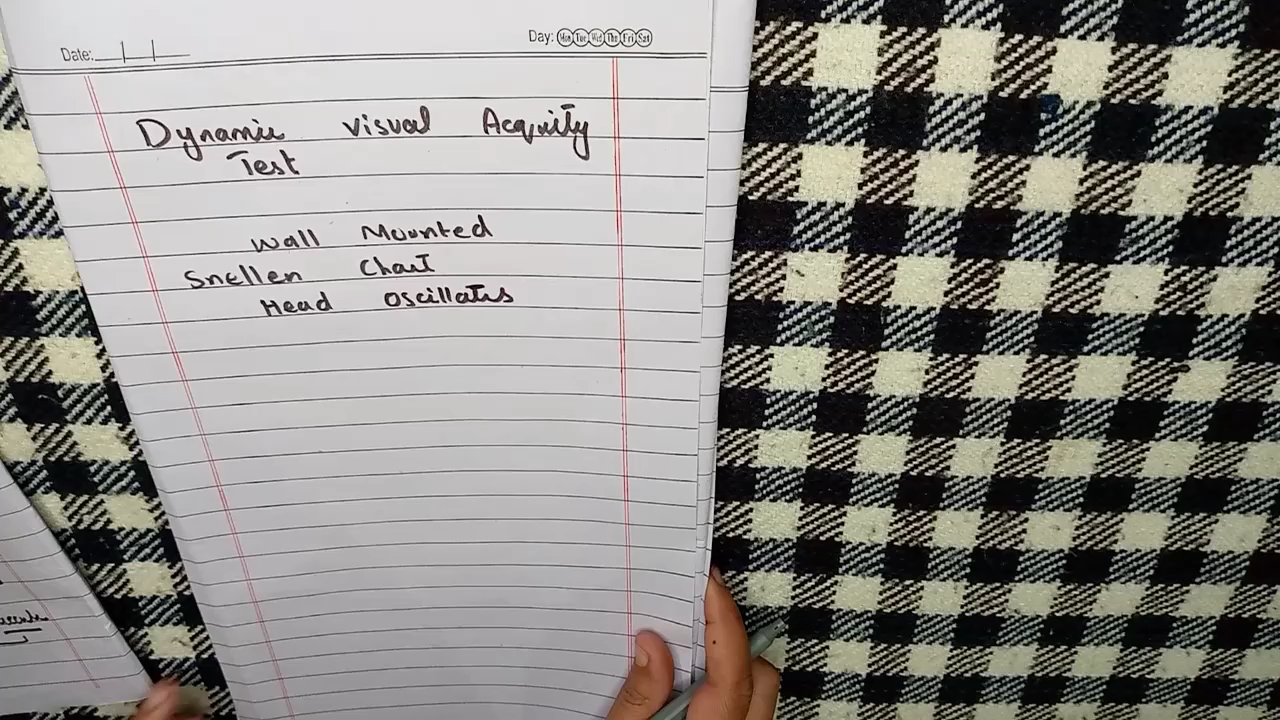 Date:
Day: Mon Tue Wed Thu Fri Sat
Dynamic visual Acquity
Test
Wall Mounted
Snellen Chart
Head Oscillates